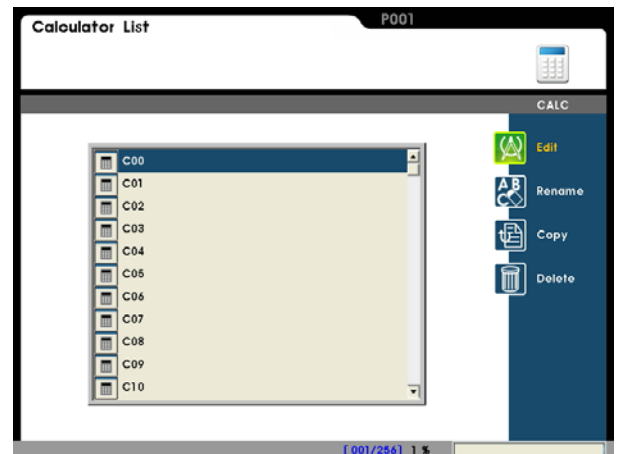 Calculator List
P001
CALC
Edit
Rename
Copy
Delete
C00
C01
C02
C03
C04
C05
C06
C07
C08
C09
C10
[001/256] 1 %